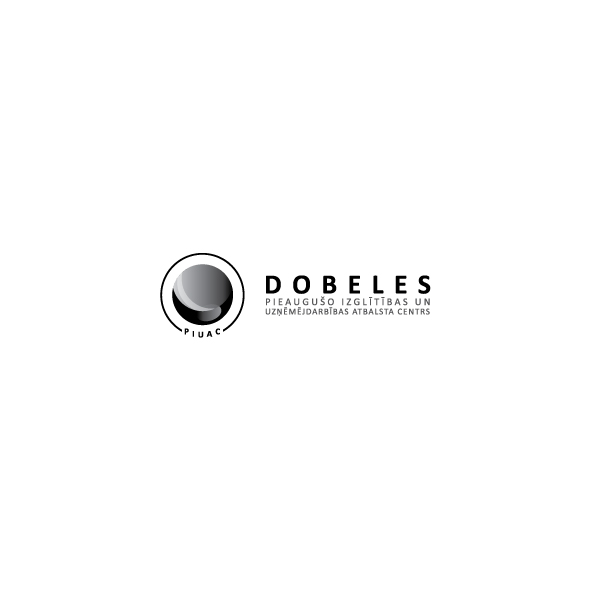 PIUAC
DOBELES
PIEAUGUŠO IZGLĪTĪBAS UN
UZŅĒMĒJDARBĪBAS ATBALSTA CENTRS